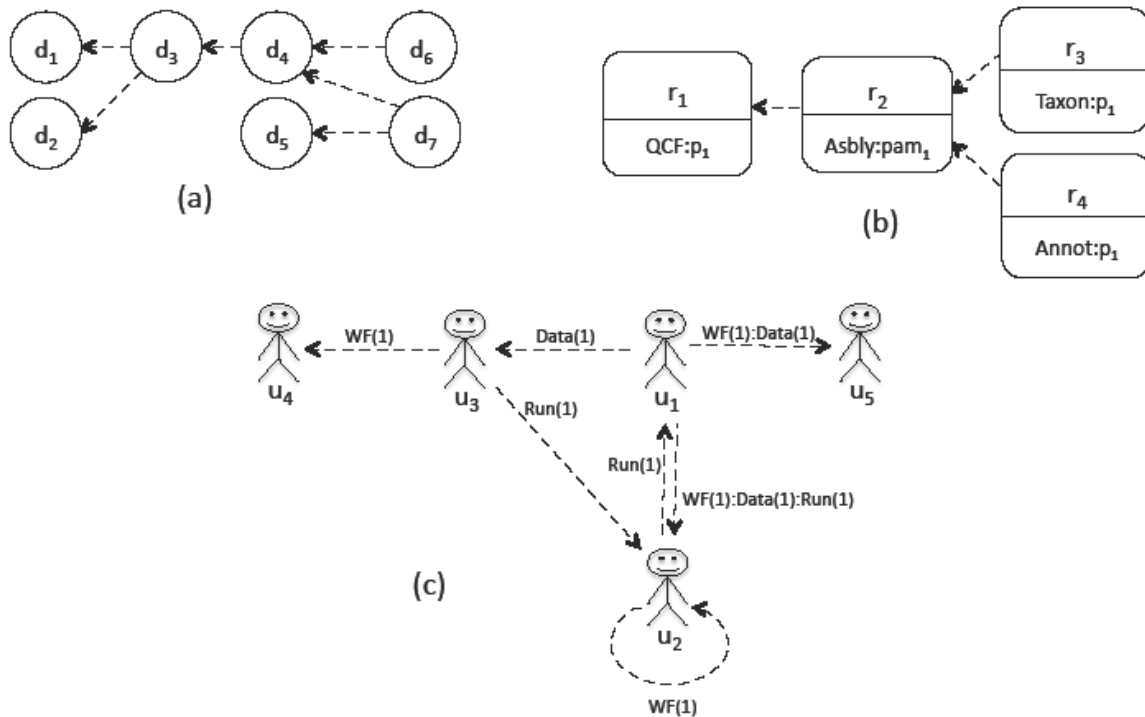 d1 d3 d4 d6
d2 d5 d7
(a)
r1
QCF:p1
r2
Asbly:pam1
r3
Taxon:p1
r4
Annot:p1
(b)
WF(1) Data(1) WF(1):Data(1)
u4 u3 u1 u5
Run(1)
Run(1)
WF(1):Data(1):Run(1)
(c)
u2
WF(1)